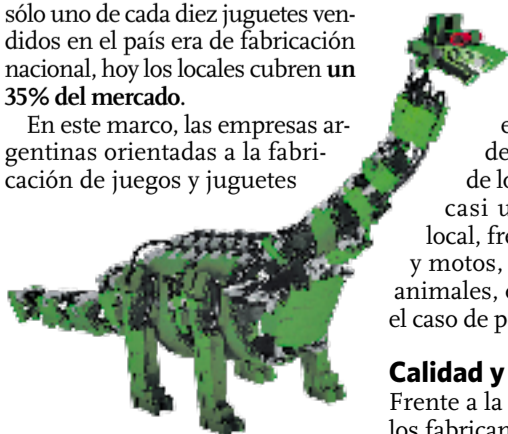 sólo uno de cada diez juguetes ven-
didos en el país era de fabricación
nacional, hoy los locales cubren un
35% del mercado.
En este marco, las empresas ar-
gentinas orientadas a la fabri-
cación de juegos y juguetes
de
de lo
casi u
local, fre
y motos,
animales,
el caso de p
Calidad y
Frente a la
los fabrican